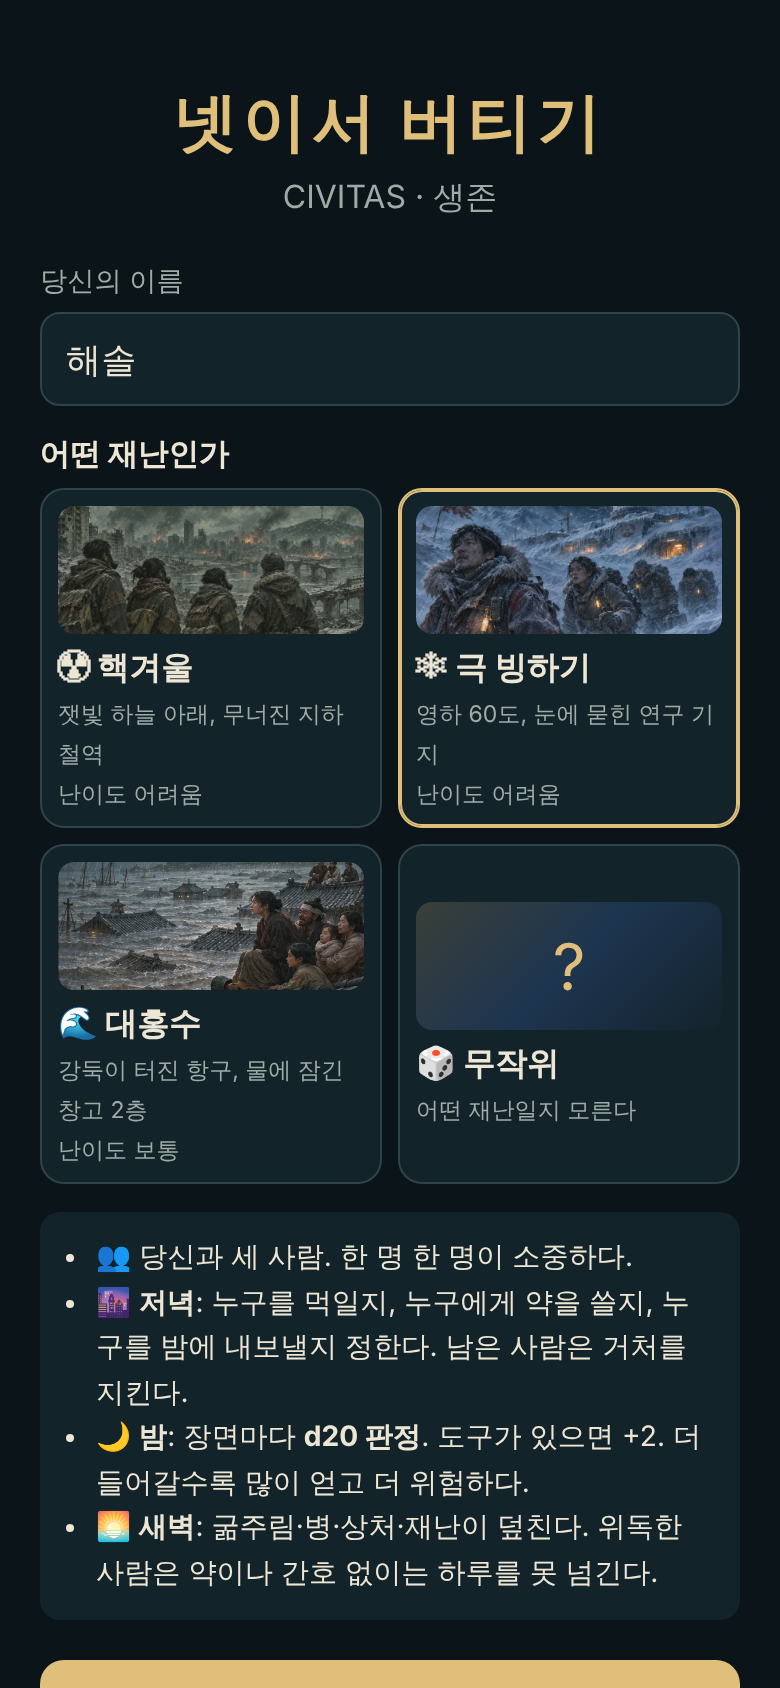 넷이서 버티기
CIVITAS · 생존
당신의 이름
해솔
어떤 재난인가
☢ 핵겨울
잿빛 하늘 아래, 무너진 지하
철역
난이도 어려움
❄ 극 빙하기
영하 60도, 눈에 묻힌 연구 기
지
난이도 어려움
🌊 대홍수
강둑이 터진 항구, 물에 잠긴
창고 2층
난이도 보통
?
🎲 무작위
어떤 재난일지 모른다
• 👥 당신과 세 사람. 한 명 한 명이 소중하다.
• 🌆 저녁: 누구를 먹일지, 누구에게 약을 쓸지, 누
구를 밤에 내보낼지 정한다. 남은 사람은 거처를
지킨다.
• 🌙 밤: 장면마다 d20 판정. 도구가 있으면 +2. 더
들어갈수록 많이 얻고 더 위험하다.
• 🌅 새벽: 굶주림·병·상처·재난이 덮친다. 위독한
사람은 약이나 간호 없이는 하루를 못 넘긴다.